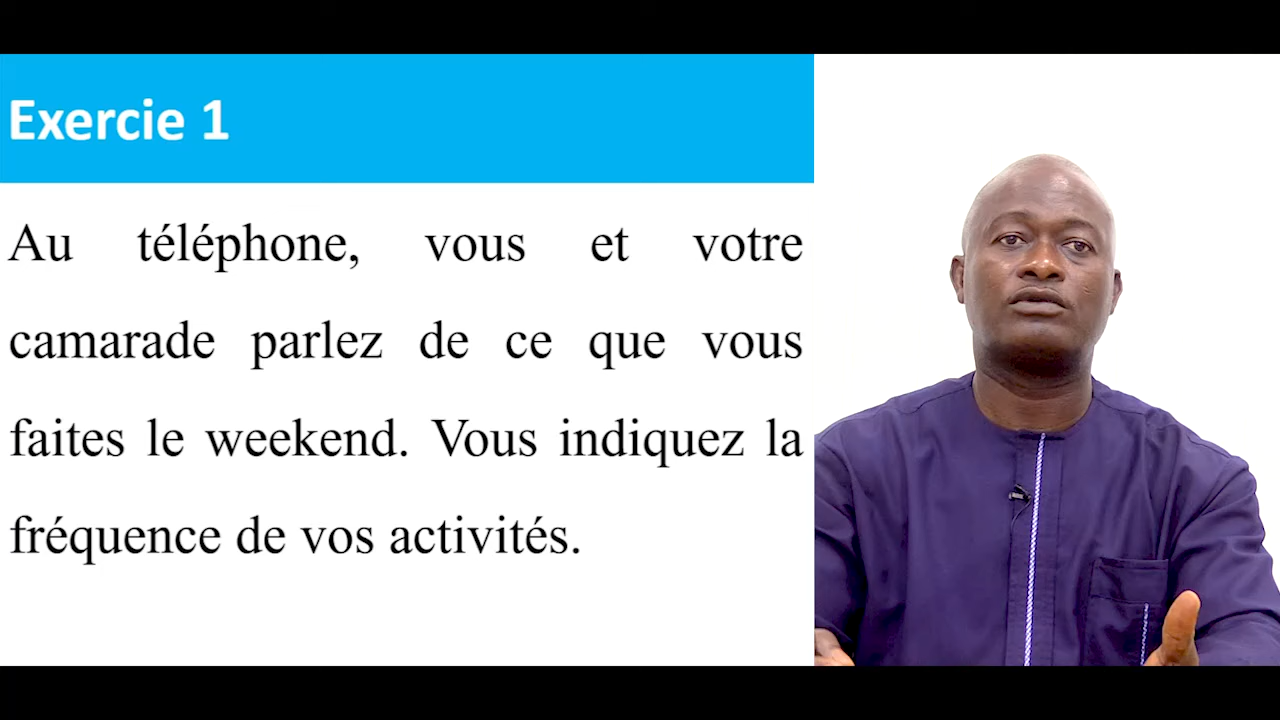 Exercie 1
Au téléphone, vous et votre
camarade parlez de ce que vous
faites le weekend. Vous indiquez la
fréquence de vos activités.